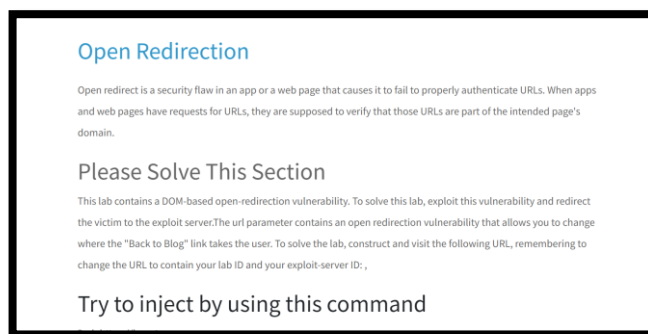 Open Redirection
Open redirect is a security flaw in an app or a web page that causes it to fail to properly authenticate URLs. When apps
and web pages have requests for URLs, they are supposed to verify that those URLs are part of the intended page's
domain.
Please Solve This Section
This lab contains a DOM-based open-redirection vulnerability. To solve this lab, exploit this vulnerability and redirect
the victim to the exploit server.The url parameter contains an open redirection vulnerability that allows you to change
where the "Back to Blog" link takes the user. To solve the lab, construct and visit the following URL, remembering to
change the URL to contain your lab ID and your exploit-server ID: ,
Try to inject by using this command